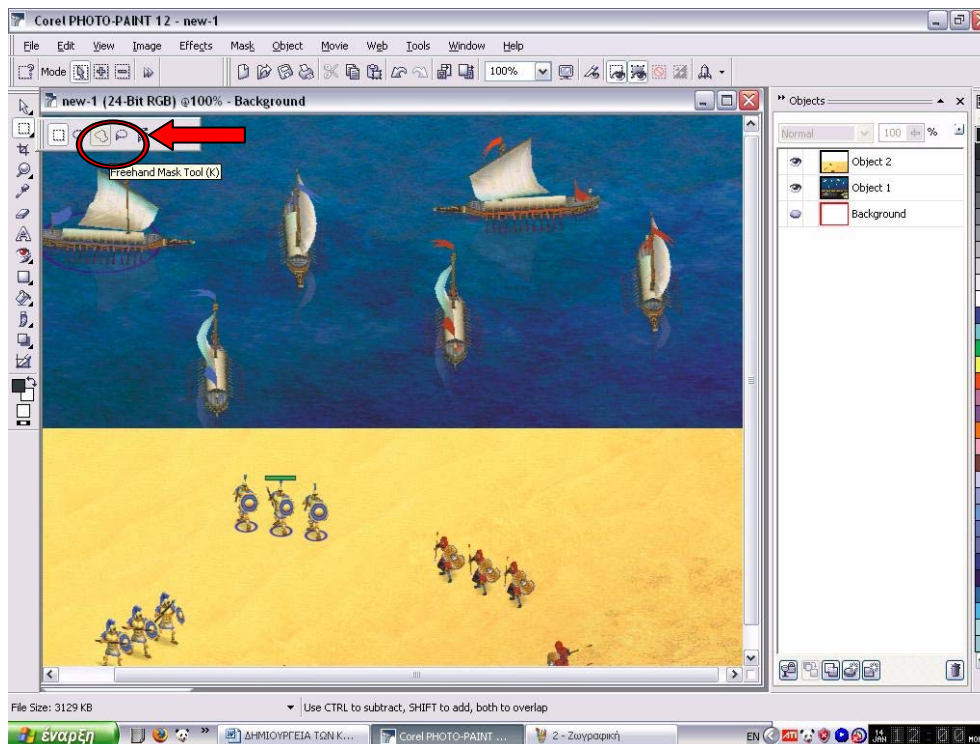 Corel PHOTO-PAINT 12 - new-1
File Edit View Image Effects Mask Object Movie Web Tools Window Help
Mode
100%
new-1 (24-Bit RGB) @100% - Background
Freehand Mask Tool (K)
Objects
Normal 100 %
Object 2
Object 1
Background
File Size: 3129 KB
Use CTRL to subtract, SHIFT to add, both to overlap
έναρξη
ΔΗΜΙΟΥΡΓΕΙΑ ΤΩΝ Κ...
Corel PHOTO-PAINT ...
2 - Ζωγραφική
EN
ATI
14 JAN